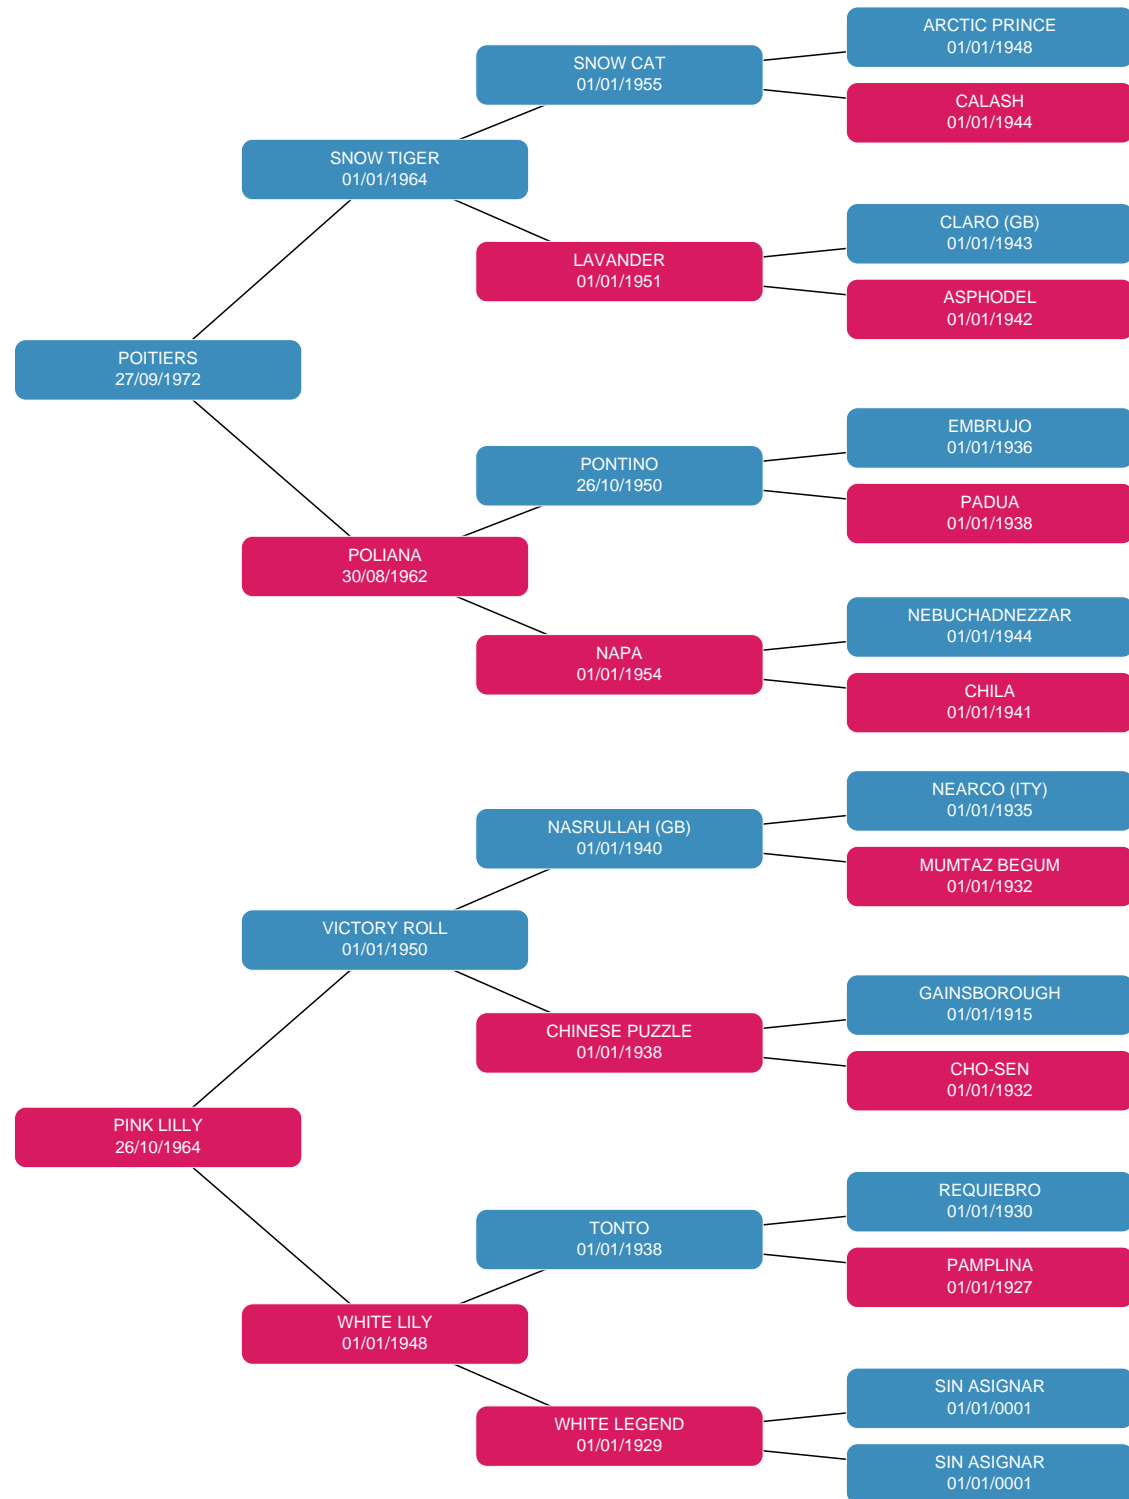 ARCTIC PRINCE
01/01/1948
SNOW CAT
01/01/1955
CALASH
01/01/1944
SNOW TIGER
01/01/1964
CLARO (GB)
01/01/1943
LAVANDER
01/01/1951
ASPHODEL
01/01/1942
POITIERS
27/09/1972
EMBRUJO
01/01/1936
PONTINO
26/10/1950
PADUA
01/01/1938
POLIANA
30/08/1962
NEBUCHADNEZZAR
01/01/1944
NAPA
01/01/1954
CHILA
01/01/1941
NEARCO (ITY)
01/01/1935
NASRULLAH (GB)
01/01/1940
MUMTAZ BEGUM
01/01/1932
VICTORY ROLL
01/01/1950
GAINSBOROUGH
01/01/1915
CHINESE PUZZLE
01/01/1938
CHO-SEN
01/01/1932
PINK LILLY
26/10/1964
REQUIEBRO
01/01/1930
TONTO
01/01/1938
PAMPLINA
01/01/1927
WHITE LILY
01/01/1948
SIN ASIGNAR
01/01/0001
WHITE LEGEND
01/01/1929
SIN ASIGNAR
01/01/0001